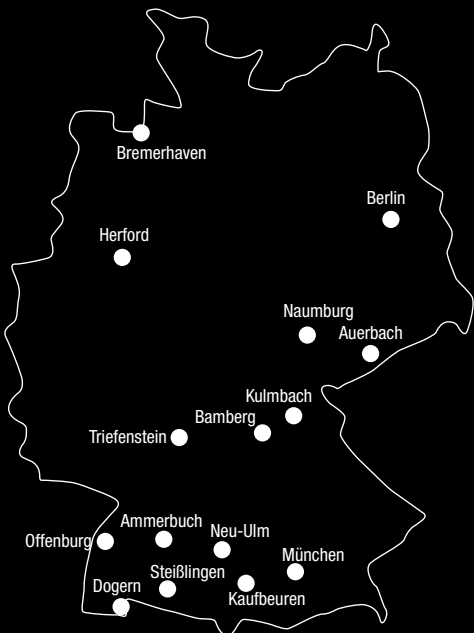 Bremerhaven
Berlin
Herford
Naumburg
Auerbach
Kulmbach
Bamberg
Triefenstein
Ammerbuch
Offenburg
Neu-Ulm
München
Steißlingen
Dogern
Kaufbeuren